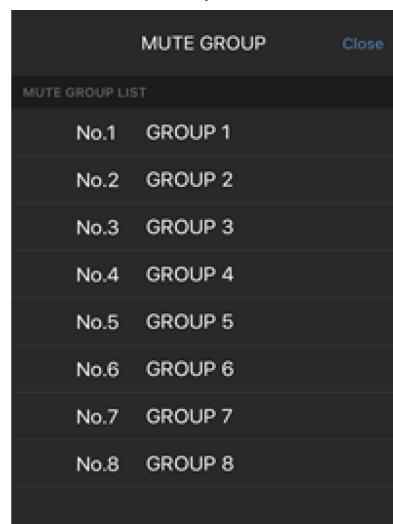 MUTE GROUP Close
MUTE GROUP LIST
No.1 GROUP 1
No.2 GROUP 2
No.3 GROUP 3
No.4 GROUP 4
No.5 GROUP 5
No.6 GROUP 6
No.7 GROUP 7
No.8 GROUP 8